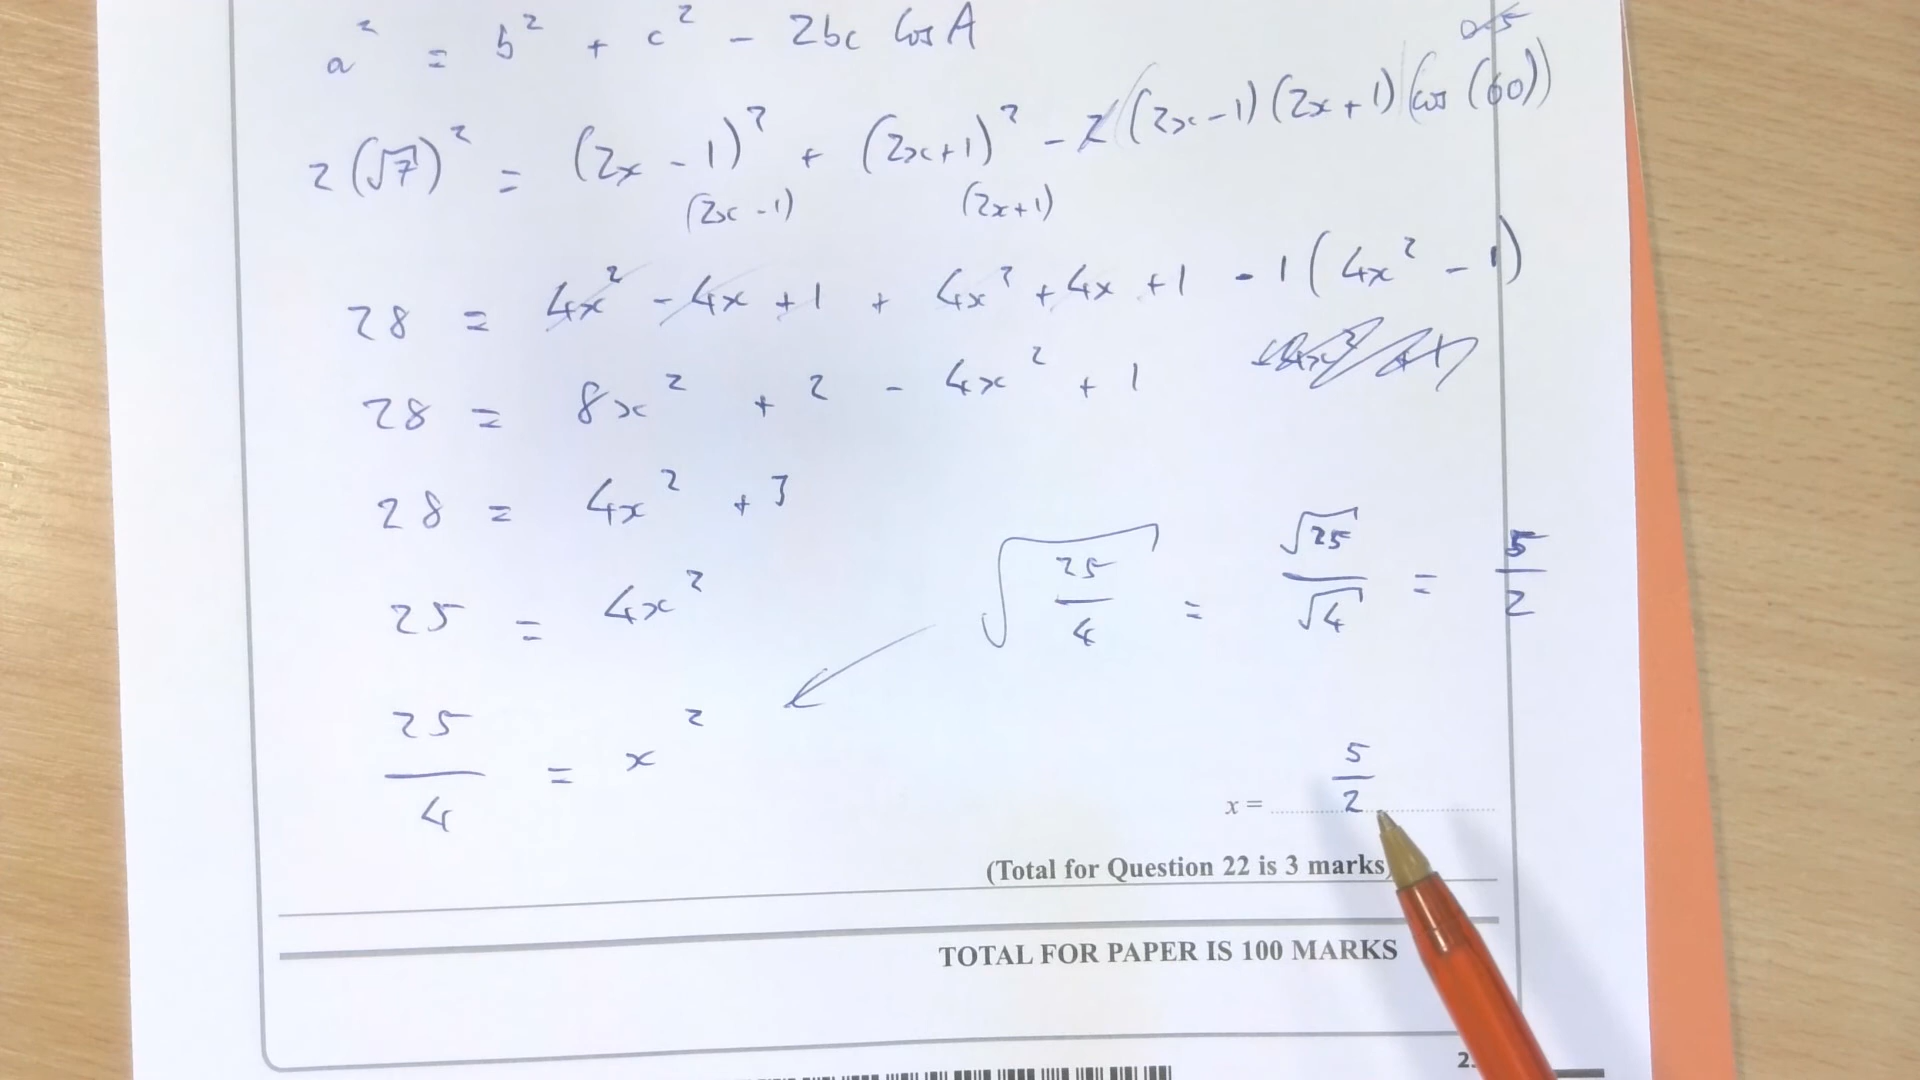 a² = b² + c² - 2bc Cos A
0.5
2(√7)² = (2x - 1)² + (2x+1)² - 2(2x-1)(2x+1)(cos(60))
(2x-1) (2x+1)
28 = 4x² - 4x + 1 + 4x² + 4x + 1 - 1(4x² - 1)
28 = 8x² + 2 - 4x² + 1
28 = 4x² + 3
25 = 4x²
√25/4 = √25/√4 = 5/2
25/4 = x²
x = 5/2
(Total for Question 22 is 3 marks)
TOTAL FOR PAPER IS 100 MARKS